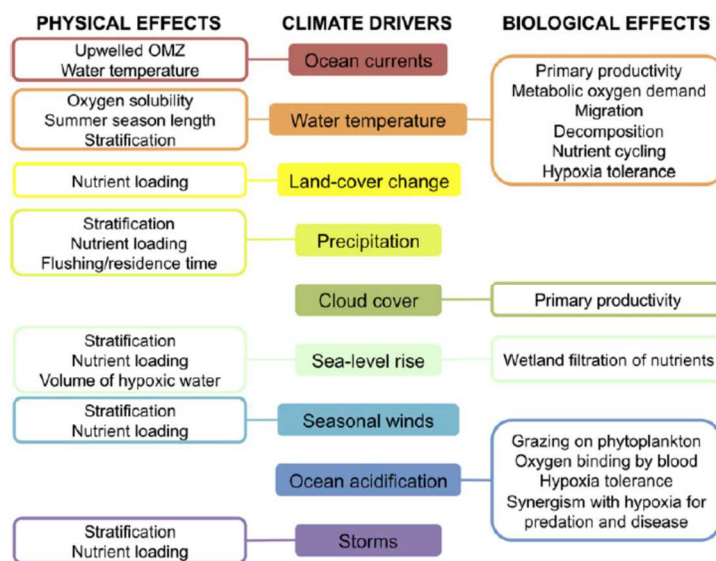 PHYSICAL EFFECTS
CLIMATE DRIVERS
BIOLOGICAL EFFECTS
Upwelled OMZ
Water temperature
Ocean currents
Oxygen solubility
Summer season length
Stratification
Water temperature
Primary productivity
Metabolic oxygen demand
Migration
Decomposition
Nutrient cycling
Hypoxia tolerance
Nutrient loading
Land-cover change
Stratification
Nutrient loading
Flushing/residence time
Precipitation
Cloud cover
Primary productivity
Stratification
Nutrient loading
Volume of hypoxic water
Sea-level rise
Wetland filtration of nutrients
Stratification
Nutrient loading
Seasonal winds
Ocean acidification
Grazing on phytoplankton
Oxygen binding by blood
Hypoxia tolerance
Synergism with hypoxia for
predation and disease
Stratification
Nutrient loading
Storms